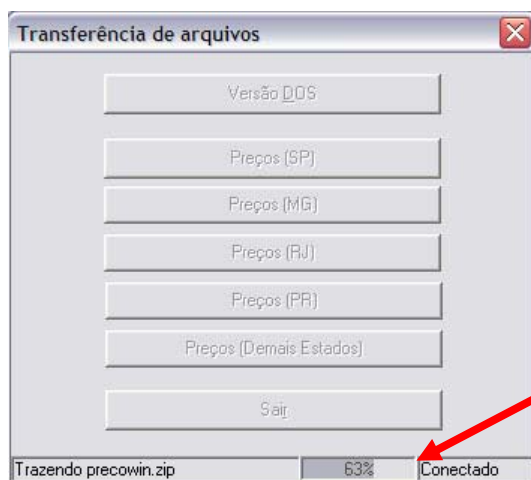 Transferência de arquivos
Versão DOS
Preços (SP)
Preços (MG)
Preços (RJ)
Preços (PR)
Preços (Demais Estados)
Sair
Trazendo precowin.zip 63% Conectado